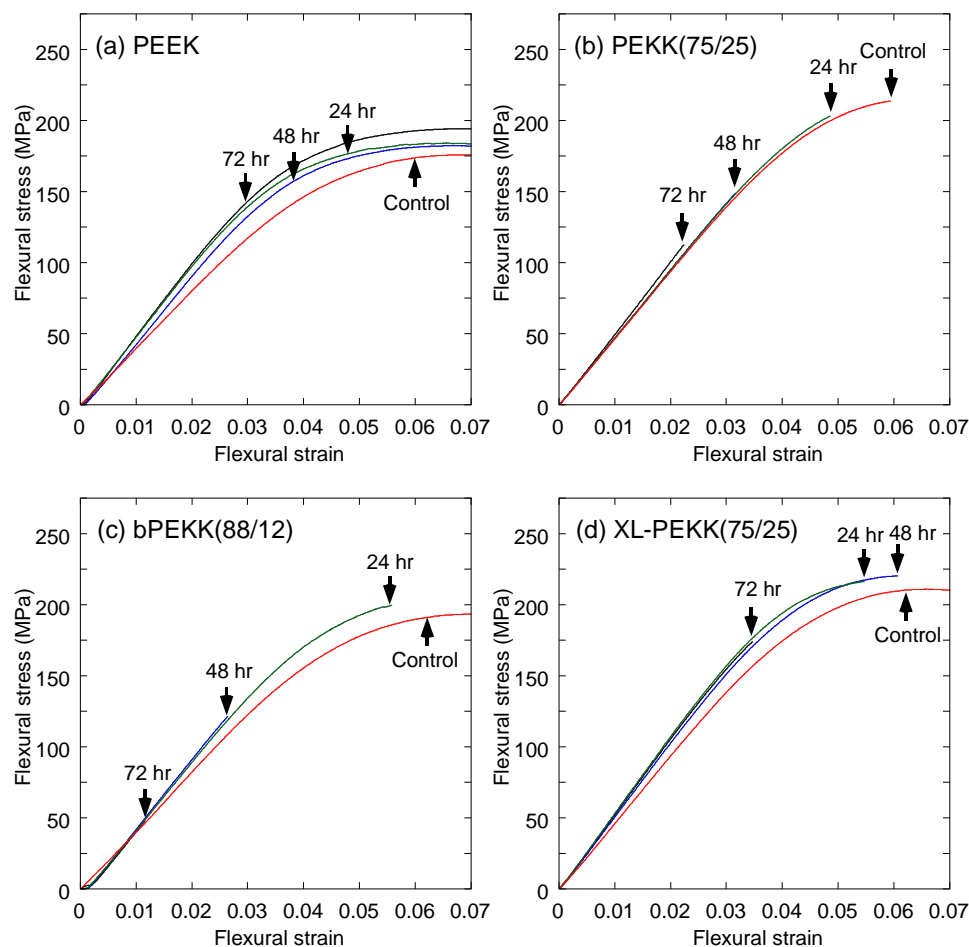 (a) PEEK
250
200
150
100
50
0
Flexural stress (MPa)
72 hr
48 hr
24 hr
Control
0 0.01 0.02 0.03 0.04 0.05 0.06 0.07
Flexural strain
(b) PEKK(75/25)
250
200
150
100
50
0
Flexural stress (MPa)
72 hr
48 hr
24 hr
Control
0 0.01 0.02 0.03 0.04 0.05 0.06 0.07
Flexural strain
(c) bPEKK(88/12)
250
200
150
100
50
0
Flexural stress (MPa)
72 hr
48 hr
24 hr
Control
0 0.01 0.02 0.03 0.04 0.05 0.06 0.07
Flexural strain
(d) XL-PEKK(75/25)
250
200
150
100
50
0
Flexural stress (MPa)
72 hr
24 hr 48 hr
Control
0 0.01 0.02 0.03 0.04 0.05 0.06 0.07
Flexural strain